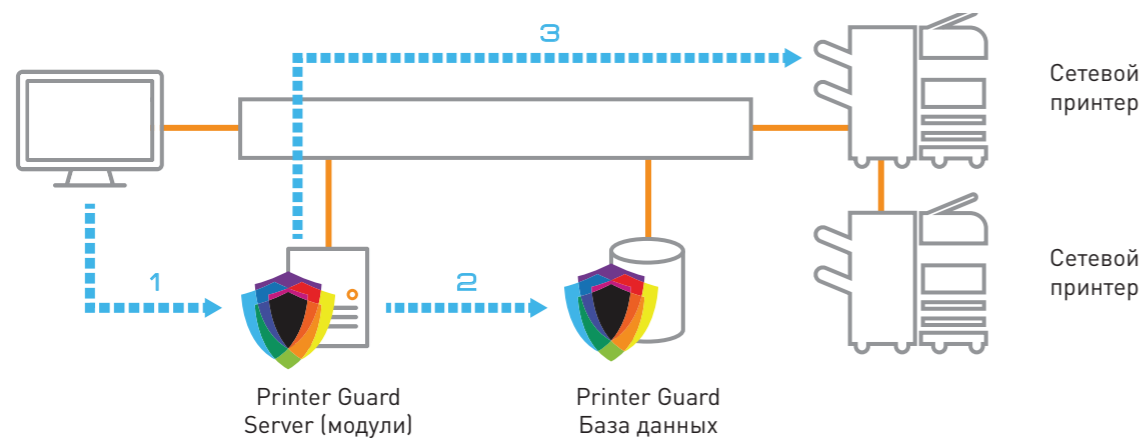 3
Сетевой
принтер
1
2
Сетевой
принтер
Printer Guard
Server (модули)
Printer Guard
База данных